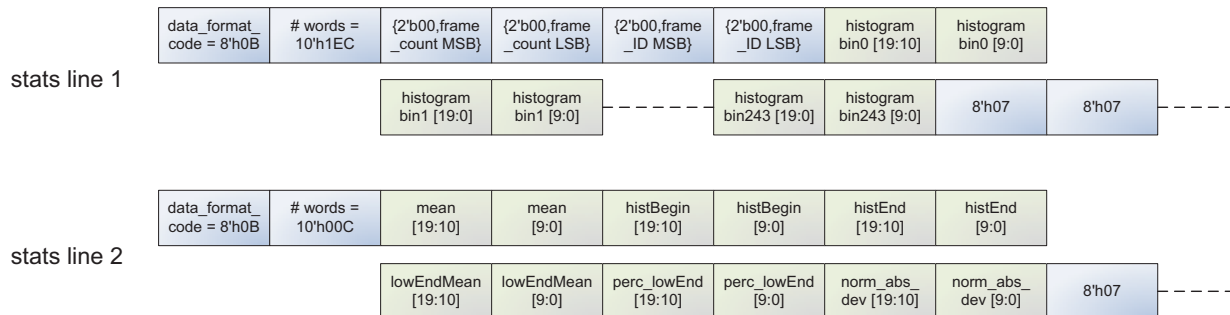 data_format_
code = 8'h0B
# words =
10'h1EC
{2'b00,frame
_count MSB}
{2'b00,frame
_count LSB}
{2'b00,frame
_ID MSB}
{2'b00,frame
_ID LSB}
histogram
bin0 [19:10]
histogram
bin0 [9:0]
stats line 1
histogram
bin1 [19:0]
histogram
bin1 [9:0]
histogram
bin243 [19:0]
histogram
bin243 [9:0]
8'h07
8'h07
data_format_
code = 8'h0B
# words =
10'h00C
mean
[19:10]
mean
[9:0]
histBegin
[19:10]
histBegin
[9:0]
histEnd
[19:10]
histEnd
[9:0]
stats line 2
lowEndMean
[19:10]
lowEndMean
[9:0]
perc_lowEnd
[19:10]
perc_lowEnd
[9:0]
norm_abs_
dev [19:10]
norm_abs_
dev [9:0]
8'h07